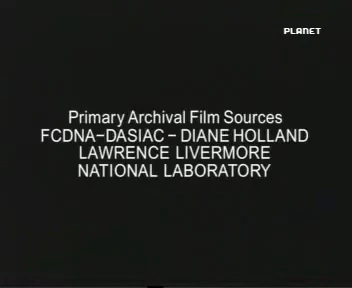 PLANET
Primary Archival Film Sources
FCDNA-DASIAC - DIANE HOLLAND
LAWRENCE LIVERMORE
NATIONAL LABORATORY